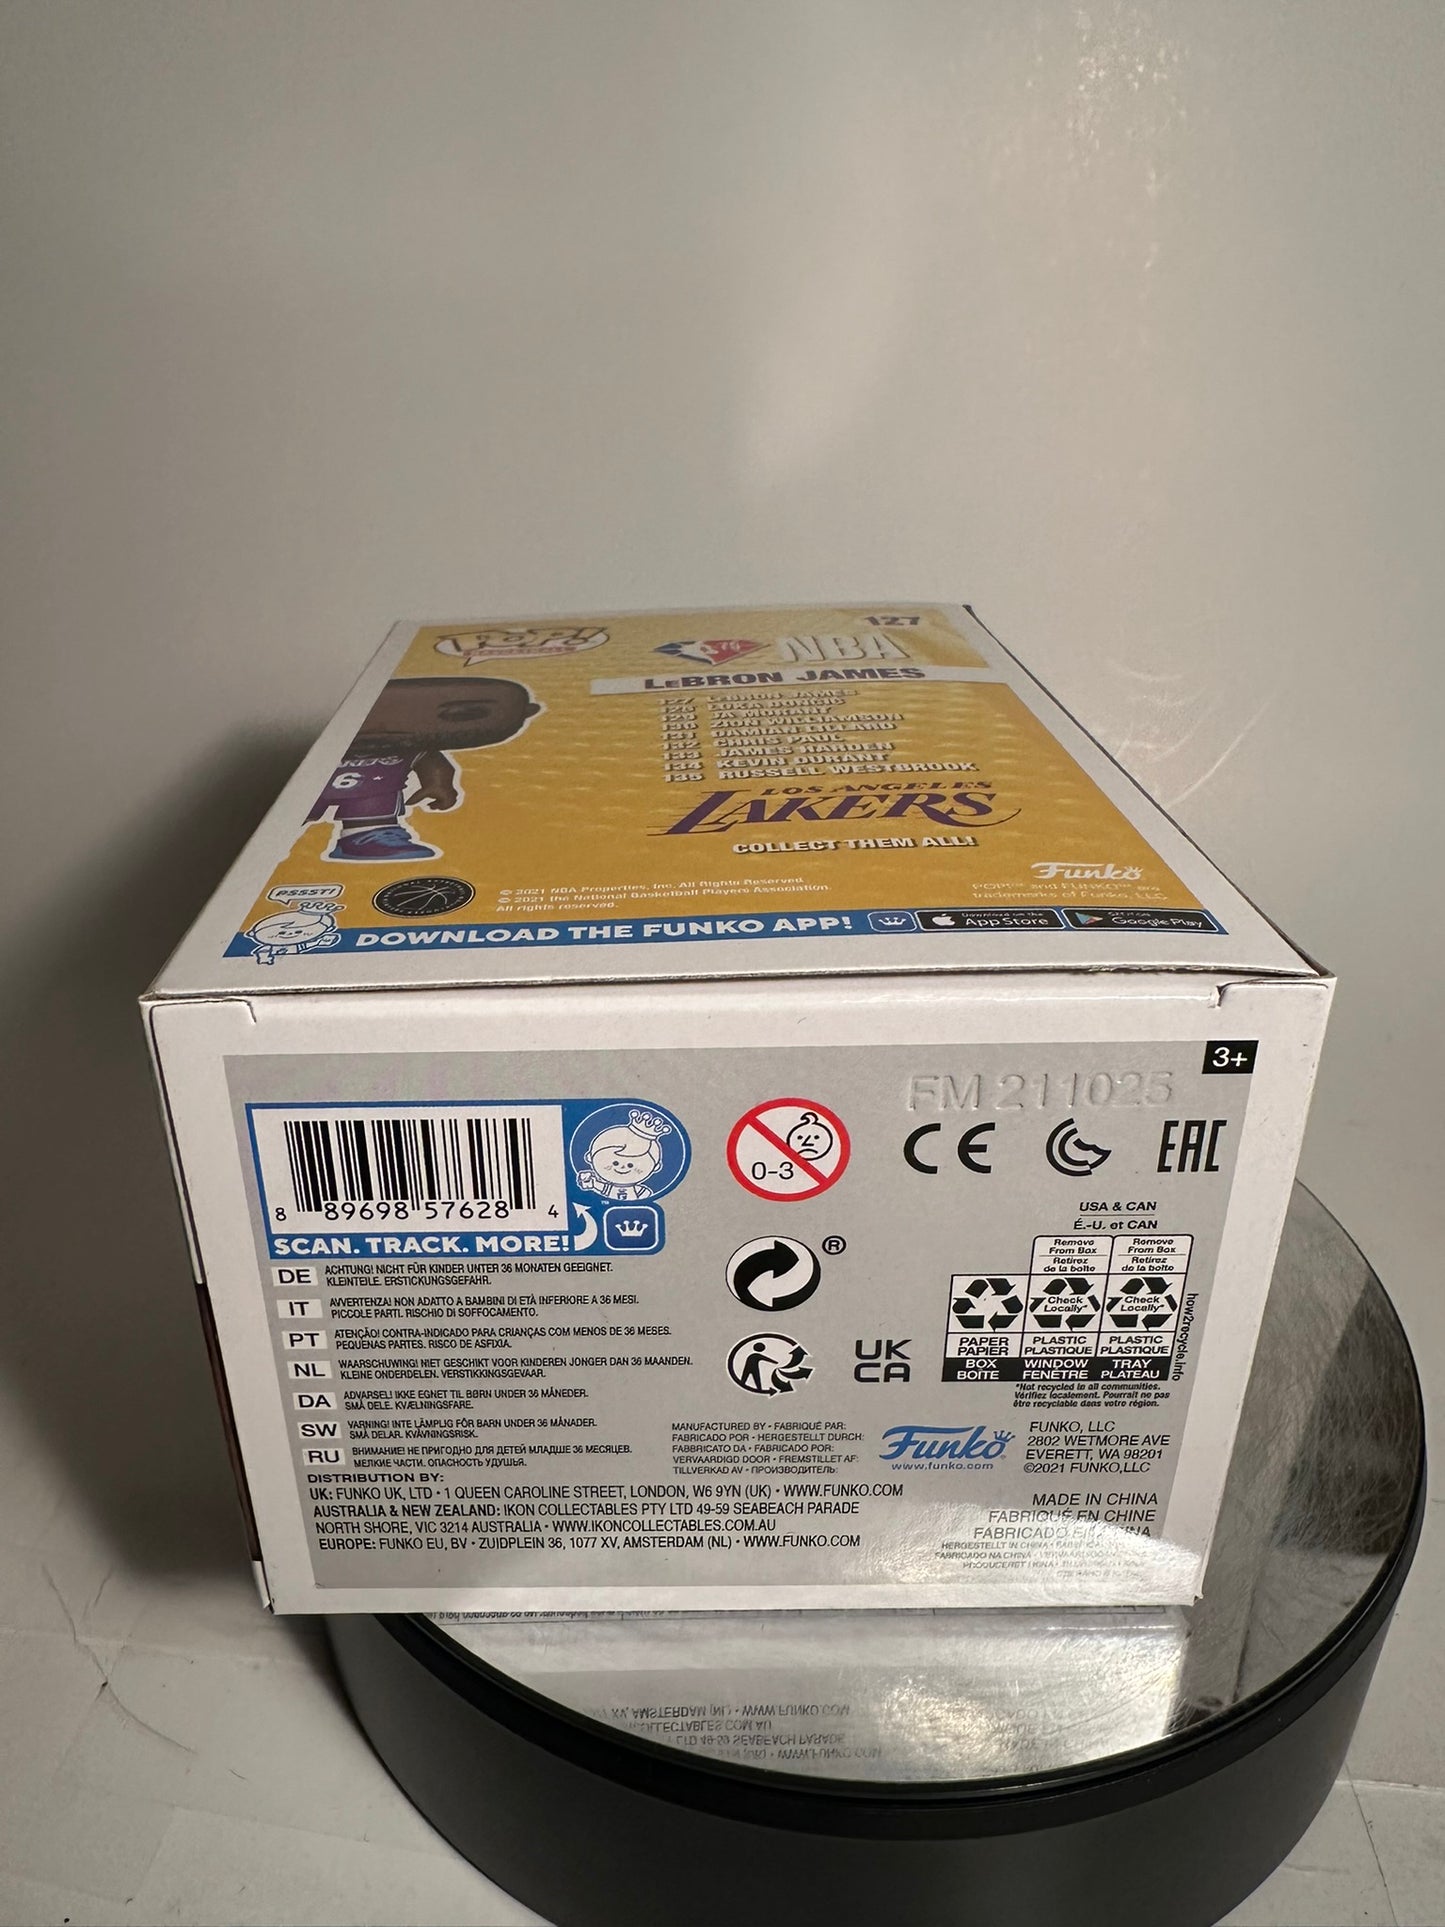 127
POP!
BASKETBALL
75 NBA
LeBRON JAMES
127 LEBRON JAMES
128 LUKA DONCIC
129 JA MORANT
130 ZION WILLIAMSON
131 DAMIAN LILLARD
132 CHRIS PAUL
133 JAMES HARDEN
134 KEVIN DURANT
135 RUSSELL WESTBROOK
6
LOS ANGELES
LAKERS
COLLECT THEM ALL!
Funko
POP!™ and FUNKO™ are
trademarks of Funko, LLC
© 2021 NBA Properties, Inc. All Rights Reserved.
© 2021 the National Basketball Players Association.
All rights reserved.
PSSST!
DOWNLOAD THE FUNKO APP!
Download on the
App Store
GET IT ON
Google Play
3+
FM 211025
8 89698 57628 4
SCAN. TRACK. MORE!
0-3
CE
EAC
®
UK
CA
USA & CAN
É.-U. et CAN
Remove
From Box
Retirez
de la boîte
Remove
From Box
Retirez
de la boîte
Check
Locally*
Check
Locally*
PAPER
PAPIER
PLASTIC
PLASTIQUE
PLASTIC
PLASTIQUE
BOX
BOÎTE
WINDOW
FENÊTRE
TRAY
PLATEAU
how2recycle.info
*Not recycled in all communities.
Vérifiez localement. Pourrait ne pas
être recyclable dans votre région.
DE ACHTUNG! NICHT FÜR KINDER UNTER 36 MONATEN GEEIGNET.
KLEINTEILE. ERSTICKUNGSGEFAHR.
IT AVVERTENZA! NON ADATTO A BAMBINI DI ETÀ INFERIORE A 36 MESI.
PICCOLE PARTI. RISCHIO DI SOFFOCAMENTO.
PT ATENÇÃO! CONTRA-INDICADO PARA CRIANÇAS COM MENOS DE 36 MESES.
PEQUENAS PARTES. RISCO DE ASFIXIA.
NL WAARSCHUWING! NIET GESCHIKT VOOR KINDEREN JONGER DAN 36 MAANDEN.
KLEINE ONDERDELEN. VERSTIKKINGSGEVAAR.
DA ADVARSEL! IKKE EGNET TIL BØRN UNDER 36 MÅNEDER.
SMÅ DELE. KVÆLNINGSFARE.
SW VARNING! INTE LÄMPLIG FÖR BARN UNDER 36 MÅNADER.
SMÅ DELAR. KVÄVNINGSRISK.
RU ВНИМАНИЕ! НЕ ПРИГОДНО ДЛЯ ДЕТЕЙ МЛАДШЕ 36 МЕСЯЦЕВ.
МЕЛКИЕ ЧАСТИ. ОПАСНОСТЬ УДУШЬЯ.
MANUFACTURED BY • FABRIQUÉ PAR:
FABRICADO POR • HERGESTELLT DURCH:
FABBRICATO DA • FABRICADO POR:
VERVAARDIGD DOOR • FREMSTILLET AF:
TILLVERKAD AV • ПРОИЗВОДИТЕЛЬ:
Funko
www.funko.com
FUNKO, LLC
2802 WETMORE AVE
EVERETT, WA 98201
©2021 FUNKO,LLC
DISTRIBUTION BY:
UK: FUNKO UK, LTD • 1 QUEEN CAROLINE STREET, LONDON, W6 9YN (UK) • WWW.FUNKO.COM
AUSTRALIA & NEW ZEALAND: IKON COLLECTABLES PTY LTD 49-59 SEABEACH PARADE
NORTH SHORE, VIC 3214 AUSTRALIA • WWW.IKONCOLLECTABLES.COM.AU
EUROPE: FUNKO EU, BV • ZUIDPLEIN 36, 1077 XV, AMSTERDAM (NL) • WWW.FUNKO.COM
MADE IN CHINA
FABRIQUÉ EN CHINE
FABRICADO EN CHINA
HERGESTELLT IN CHINA
FABRICADO NA CHINA